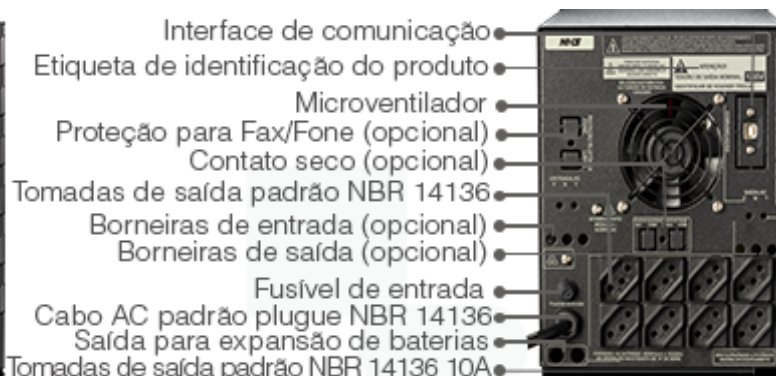 Interface de comunicação
Etiqueta de identificação do produto
Microventilador
Proteção para Fax/Fone (opcional)
Contato seco (opcional)
Tomadas de saída padrão NBR 14136
Borneiras de entrada (opcional)
Borneiras de saída (opcional)
Fusível de entrada
Cabo AC padrão plugue NBR 14136
Saída para expansão de baterias
Tomadas de saída padrão NBR 14136 10A
ATENÇÃO